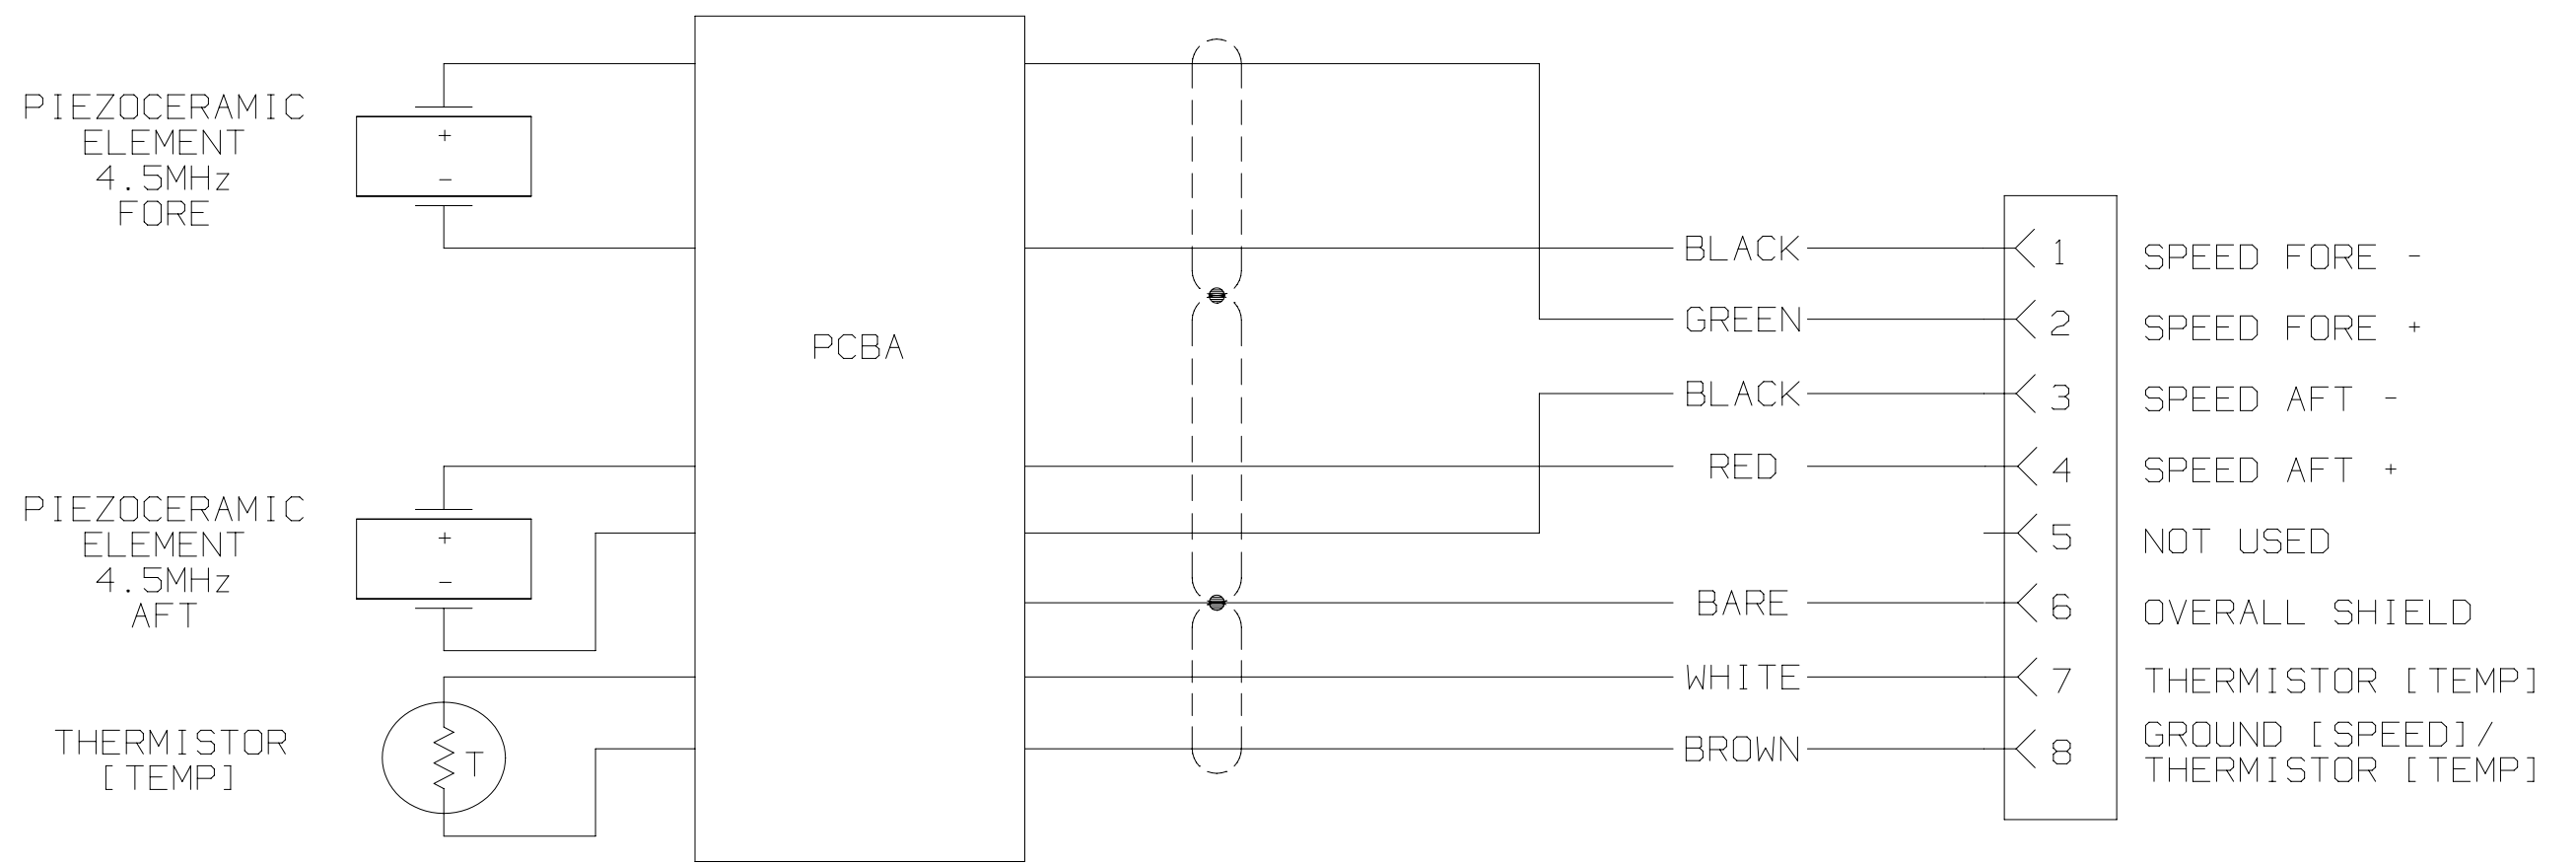 PIEZOCERAMIC
ELEMENT
4.5MHz
FORE
+
-
PIEZOCERAMIC
ELEMENT
4.5MHz
AFT
+
-
THERMISTOR
[TEMP]
T
PCBA
BLACK
GREEN
BLACK
RED
BARE
WHITE
BROWN
1 SPEED FORE -
2 SPEED FORE +
3 SPEED AFT -
4 SPEED AFT +
5 NOT USED
6 OVERALL SHIELD
7 THERMISTOR [TEMP]
8 GROUND [SPEED]/
THERMISTOR [TEMP]